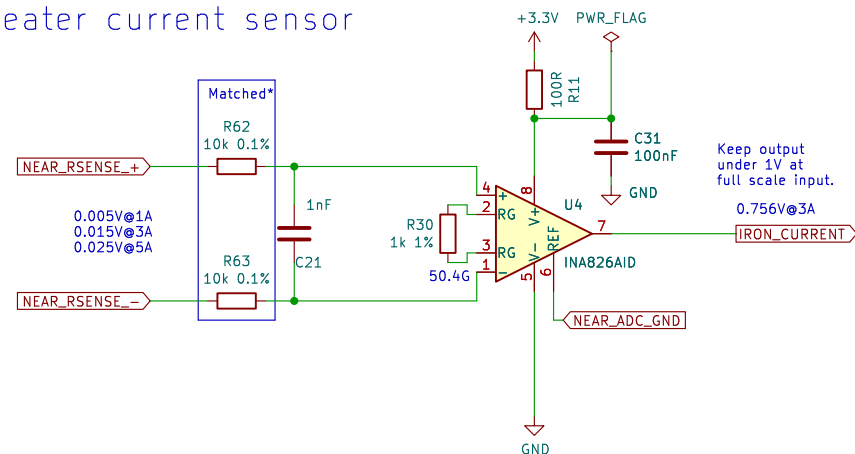 eater current sensor
+3.3V
PWR_FLAG
100R
R11
Matched*
R62
10k 0.1%
C31
100nF
Keep output
under 1V at
full scale input.
NEAR_RSENSE_+
GND
4
+
8
V+
U4
1nF
2
RG
R30
1k 1%
7
0.756V@3A
0.005V@1A
0.015V@3A
0.025V@5A
IRON_CURRENT
3
RG
REF
V-
R63
10k 0.1%
C21
50.4G
1
-
5
6
INA826AID
NEAR_RSENSE_-
NEAR_ADC_GND
GND